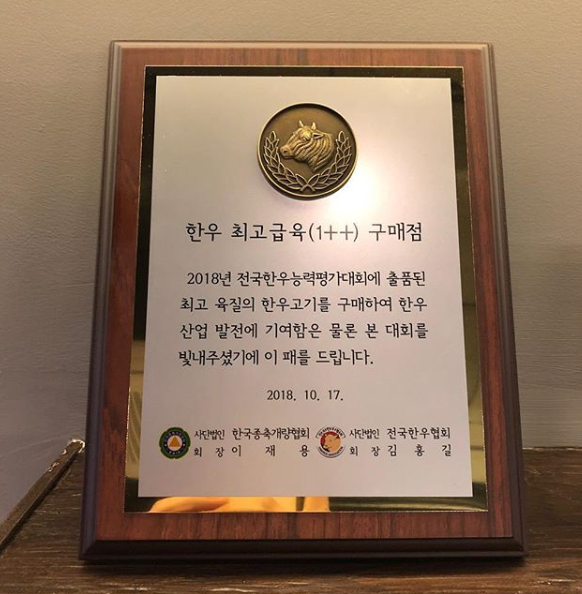 한우 최고급육(1++) 구매점
2018년 전국한우능력평가대회에 출품된
최고 육질의 한우고기를 구매하여 한우
산업 발전에 기여함은 물론 본 대회를
빛내주셨기에 이 패를 드립니다.
2018. 10. 17.
사단법인 한국종축개량협회
회 장 이 재 용
사단법인 전국한우협회
회 장 김 홍 길